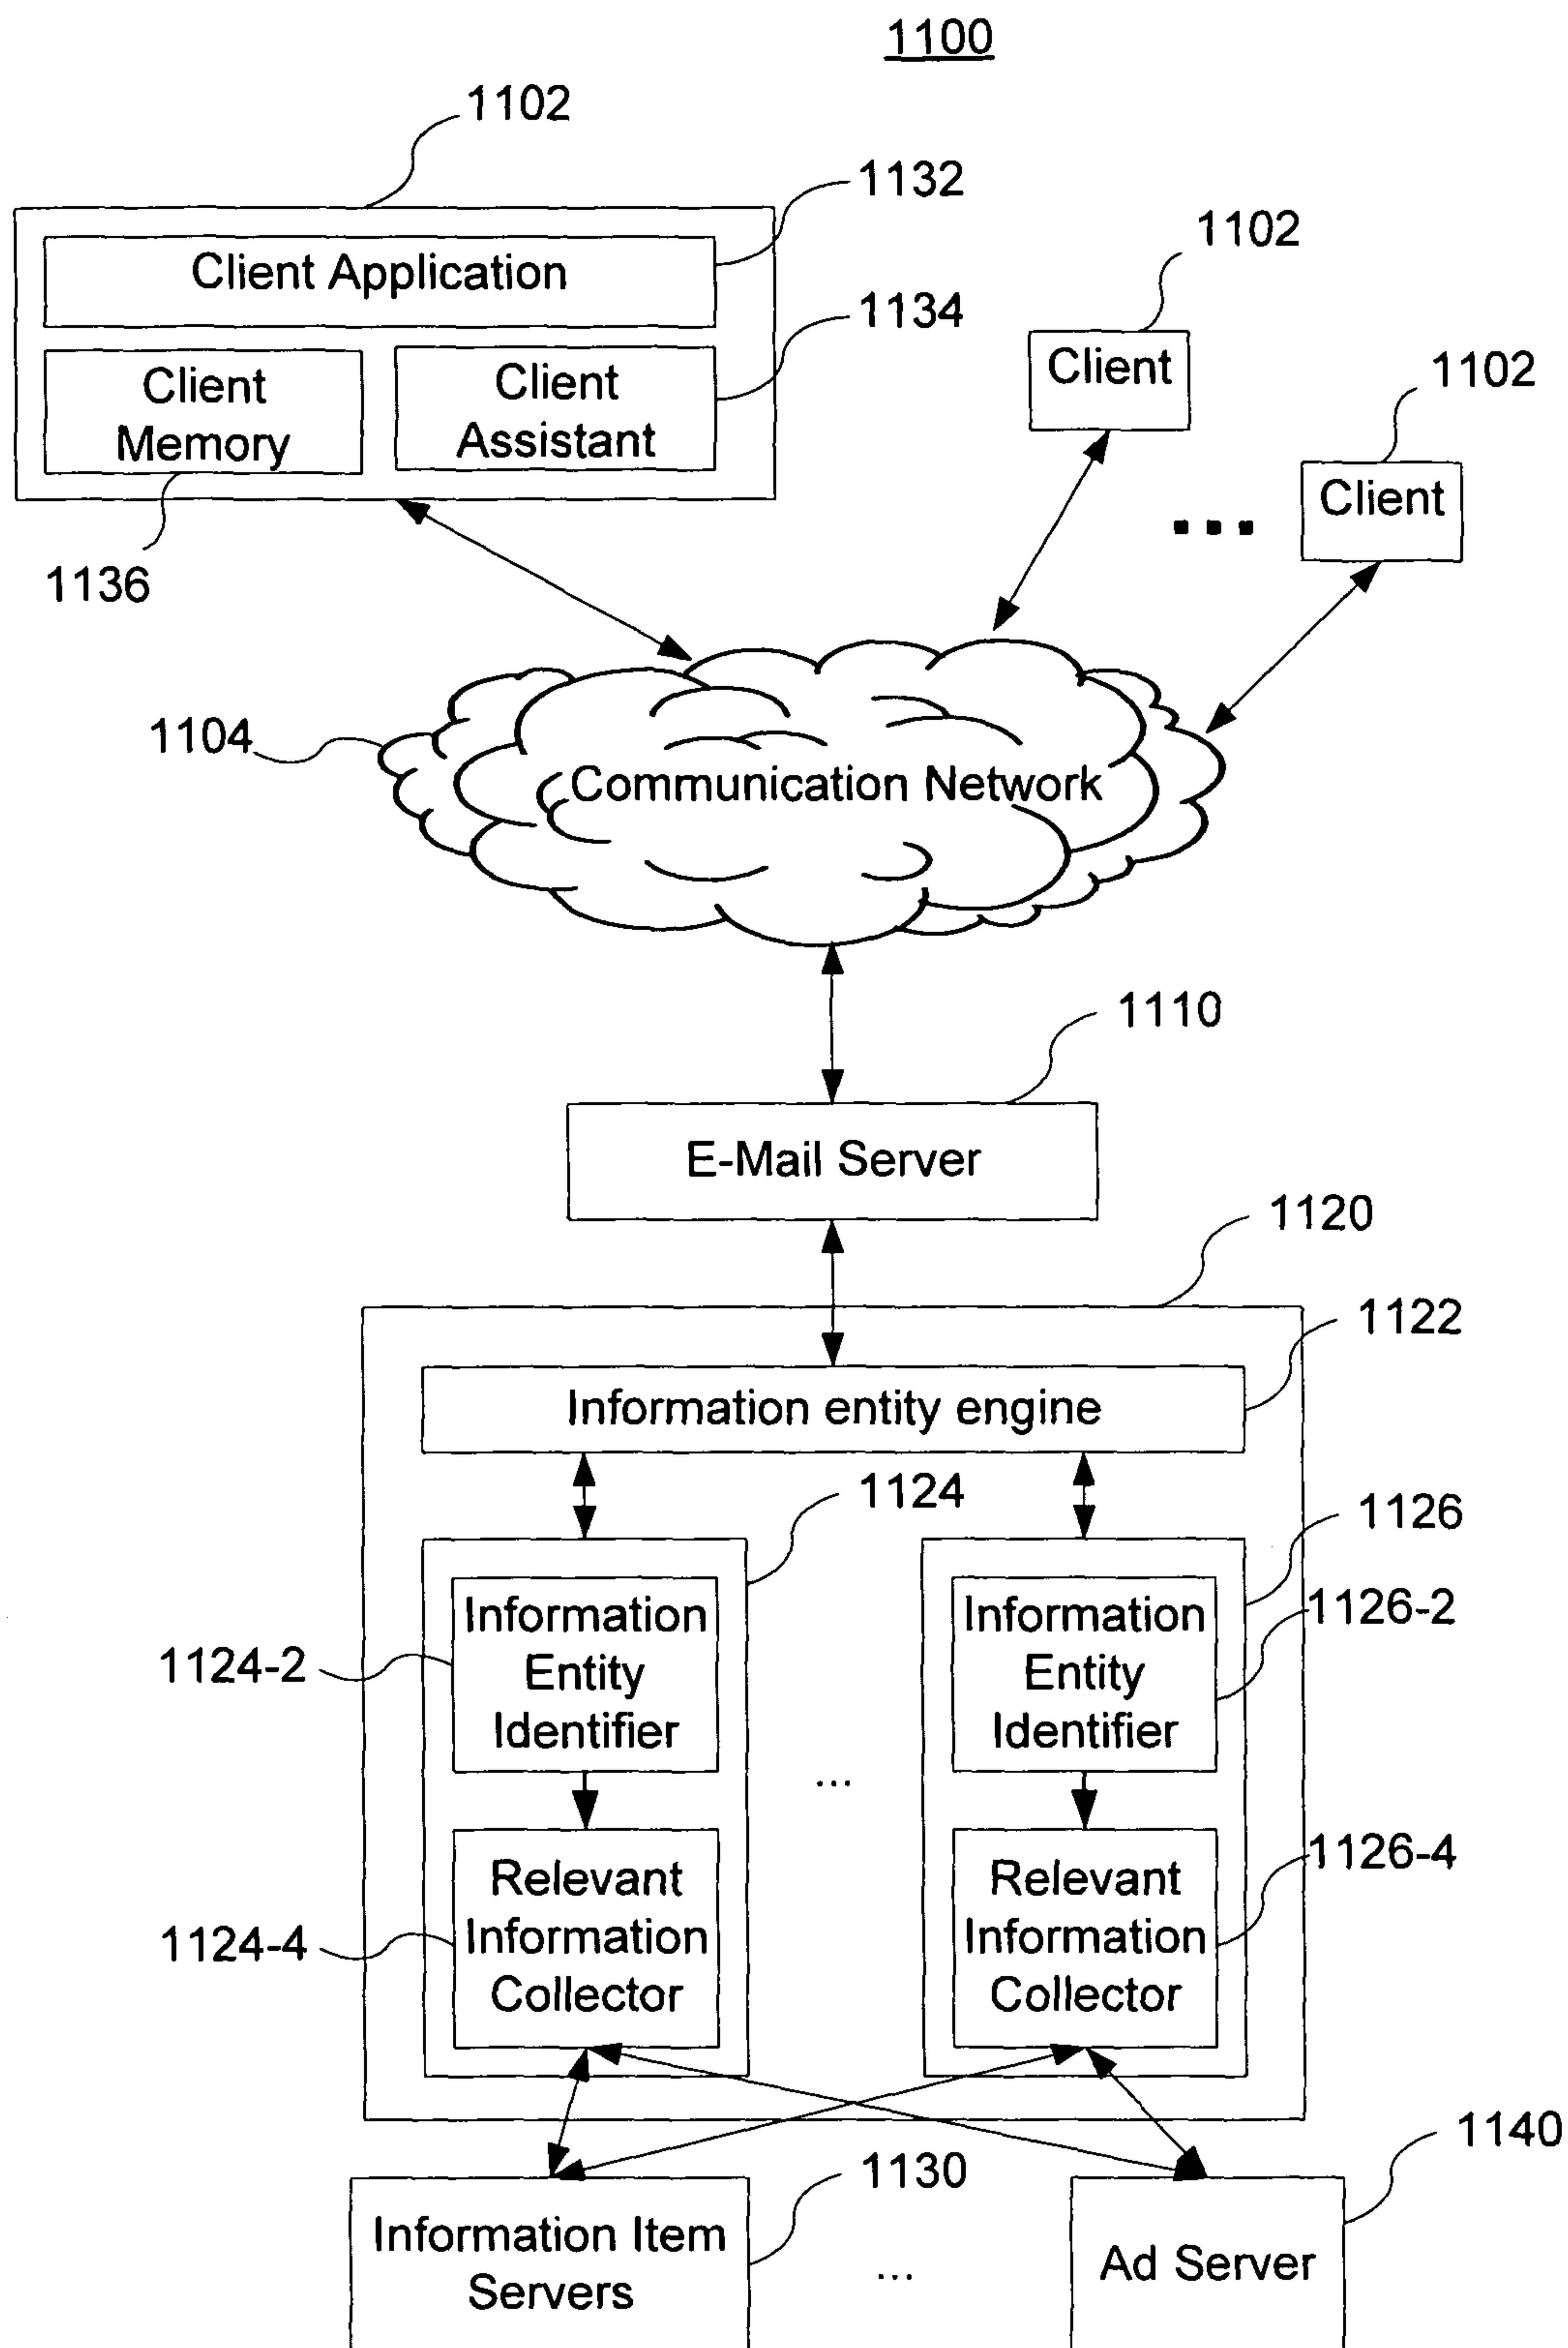 1100
1102
1132
Client Application
1134
Client
Memory
Client
Assistant
1136
1102
Client
1102
Client
1104
Communication Network
1110
E-Mail Server
1120
1122
Information entity engine
1124
1126
Information
Entity
Identifier
1124-2
Information
Entity
Identifier
1126-2
...
Relevant
Information
Collector
1124-4
Relevant
Information
Collector
1126-4
1130
Information Item
Servers
...
1140
Ad Server